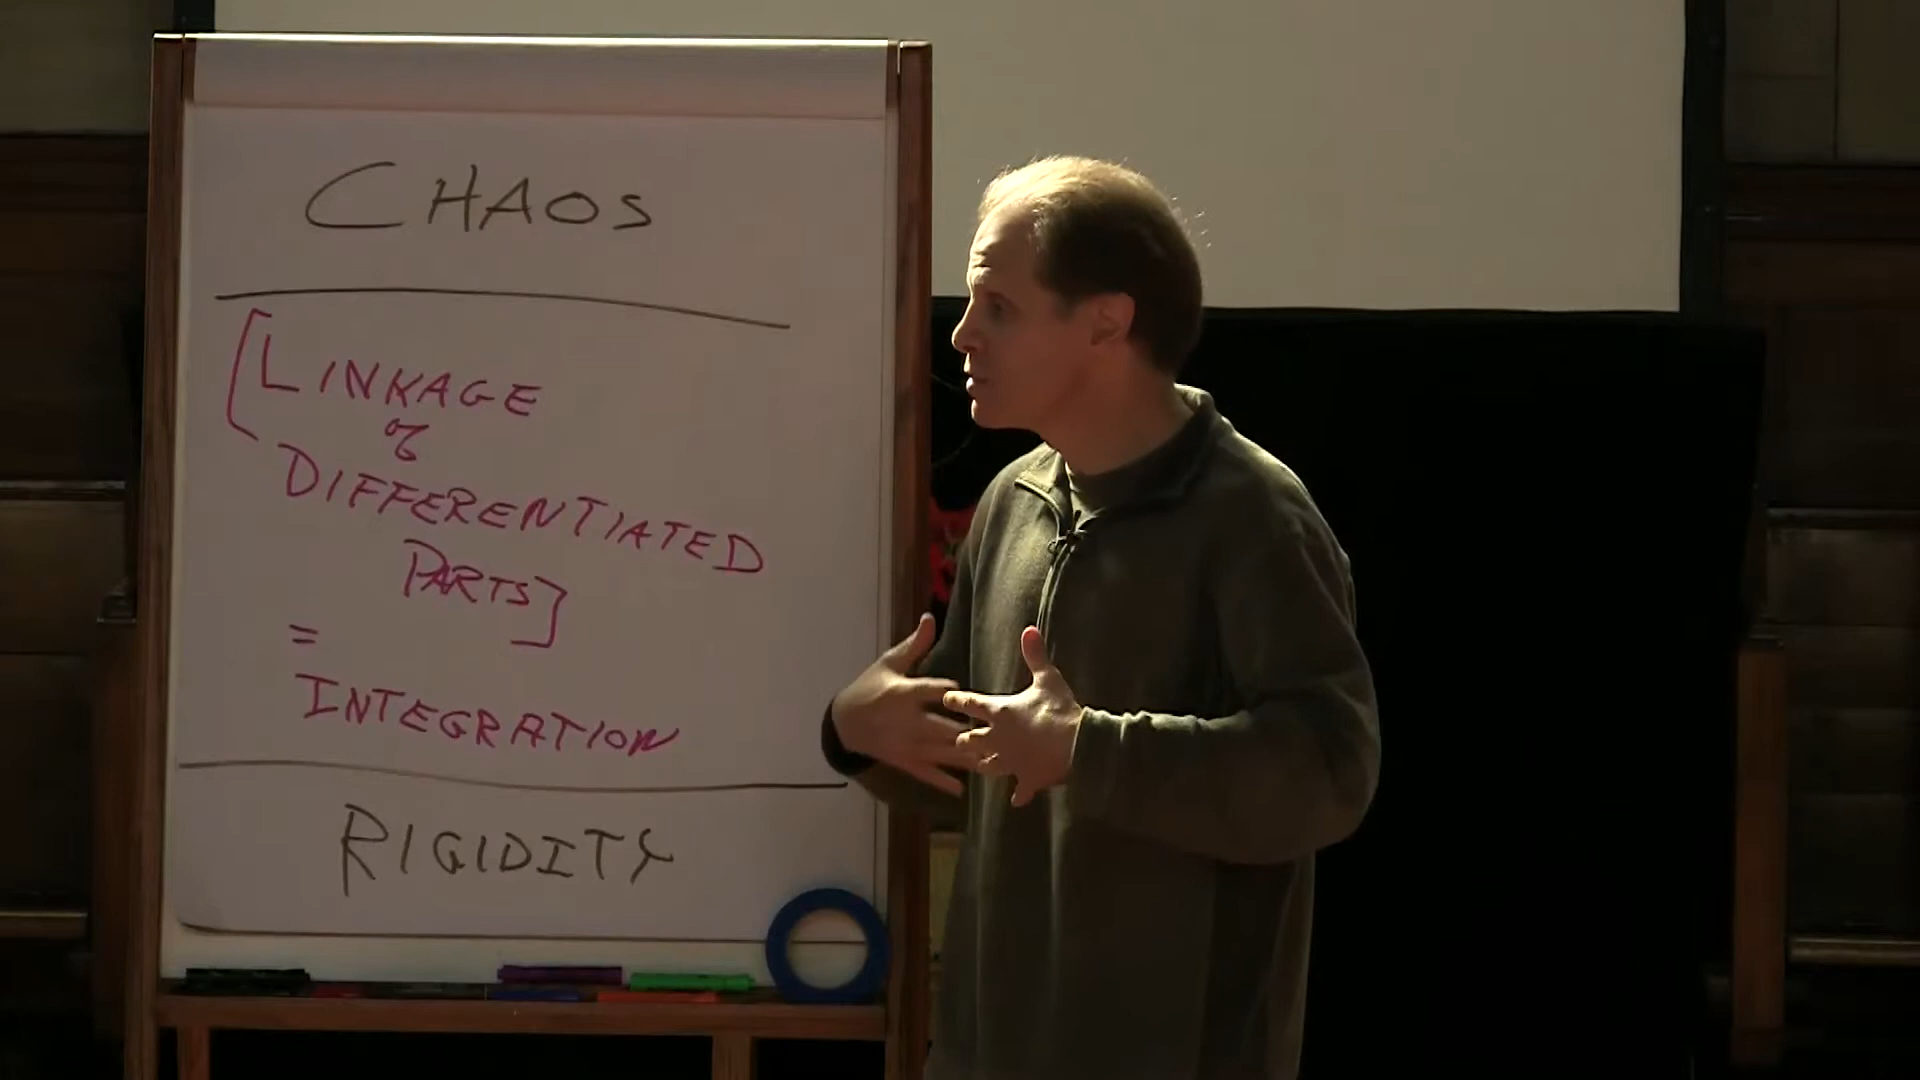 CHAOS
[LINKAGE
of
DIFFERENTIATED
PARTS]
=
INTEGRATION
RIGIDITY